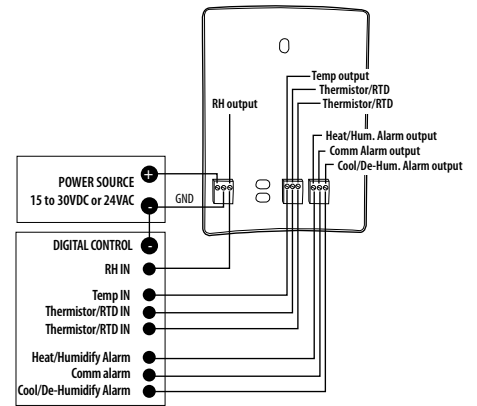 Temp output
Thermistor/RTD
RH output
Thermistor/RTD
Heat/Hum. Alarm output
Comm Alarm output
Cool/De-Hum. Alarm output
+
POWER SOURCE
15 to 30VDC or 24VAC
-
GND
DIGITAL CONTROL
-
RH IN
Temp IN
Thermistor/RTD IN
Thermistor/RTD IN
Heat/Humidify Alarm
Comm alarm
Cool/De-Humidify Alarm